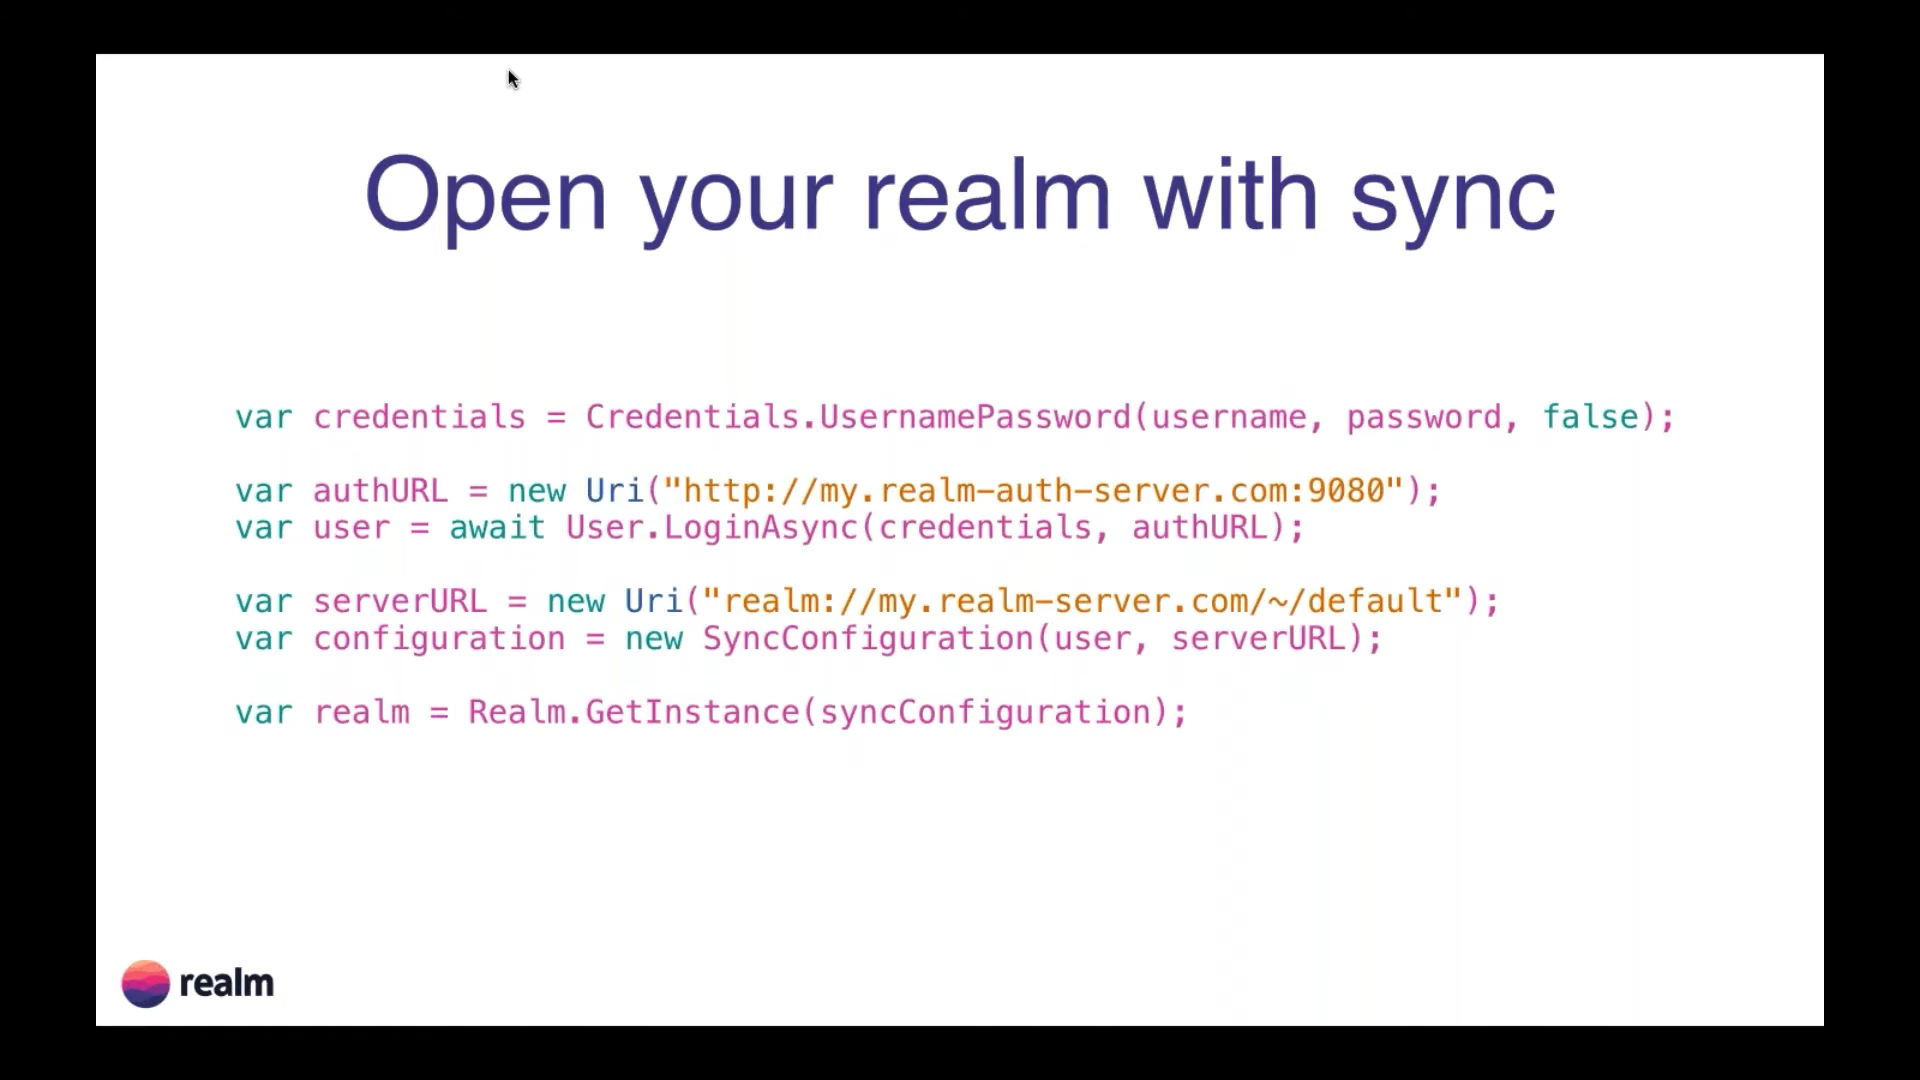 Open your realm with sync
var credentials = Credentials.UsernamePassword(username, password, false);
var authURL = new Uri("http://my.realm-auth-server.com:9080");
var user = await User.LoginAsync(credentials, authURL);
var serverURL = new Uri("realm://my.realm-server.com/~/default");
var configuration = new SyncConfiguration(user, serverURL);
var realm = Realm.GetInstance(syncConfiguration);
realm